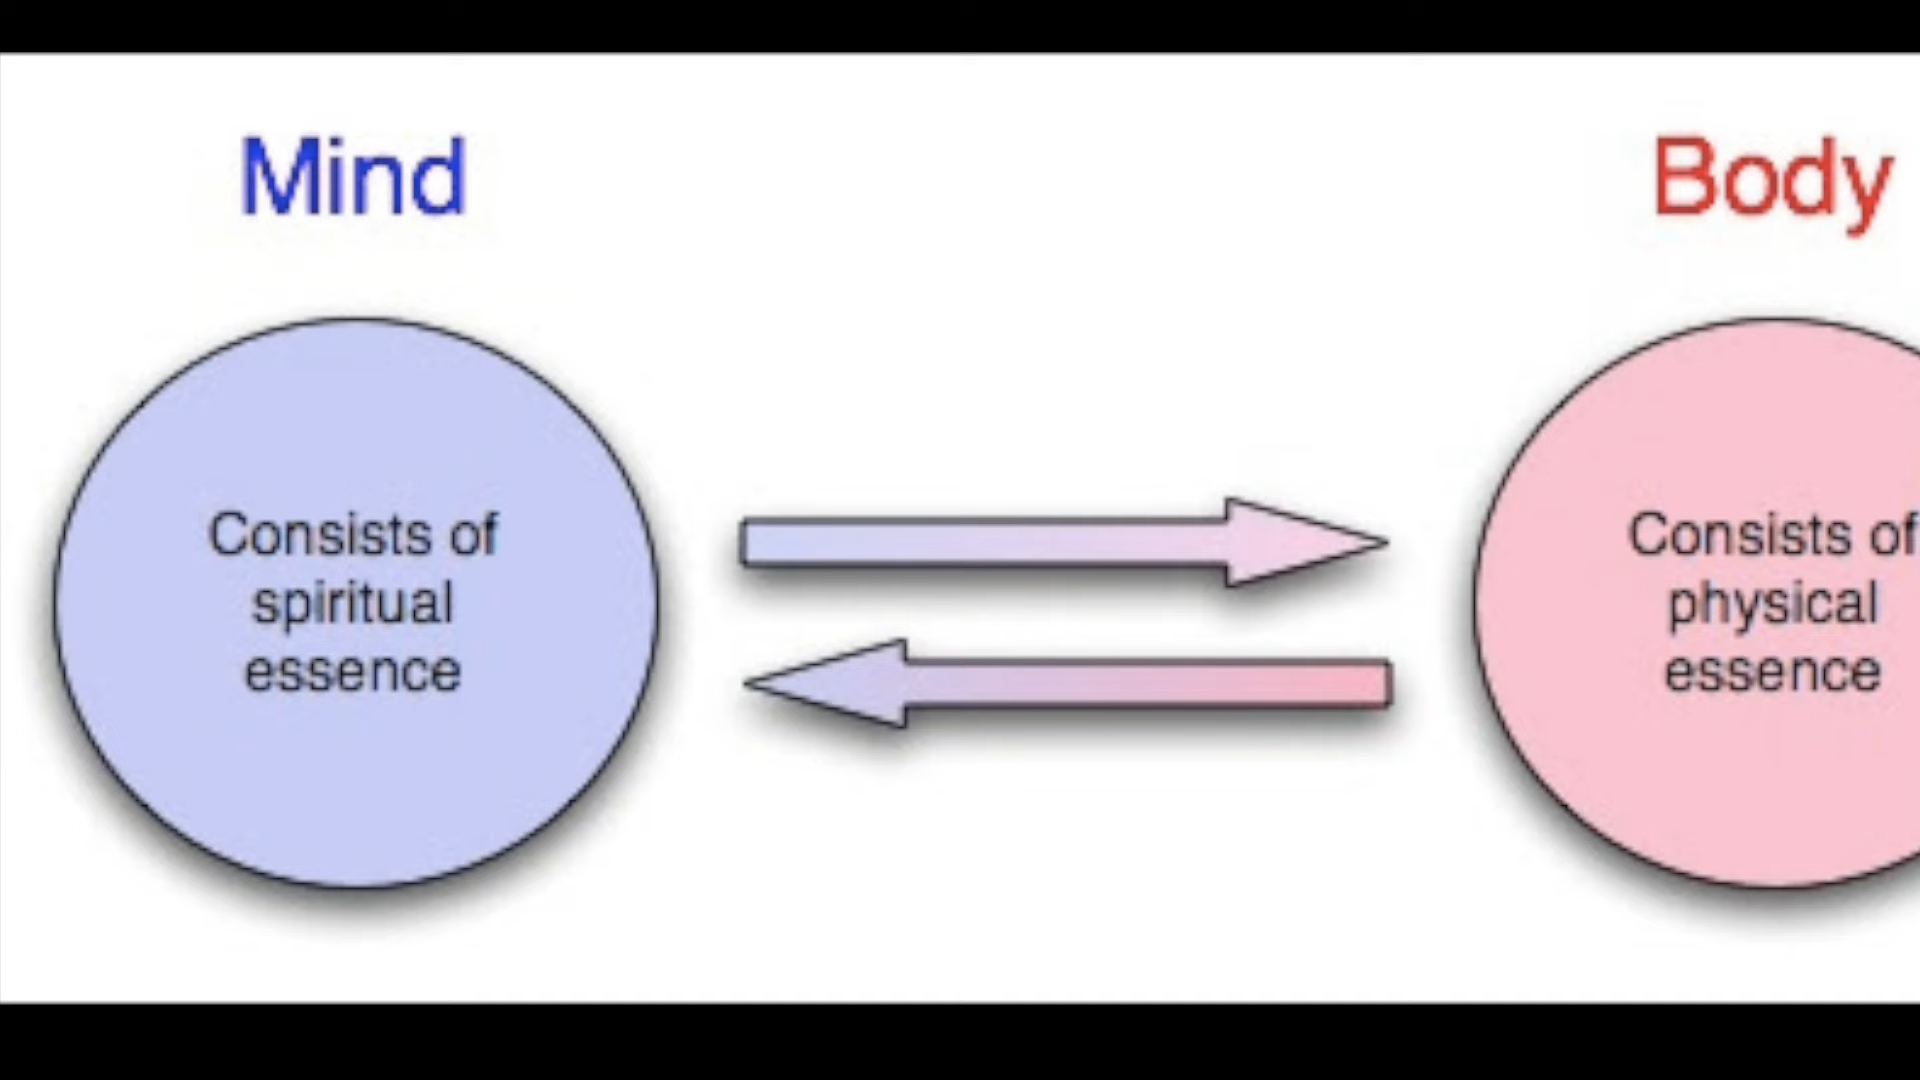 Mind
Body
Consists of
spiritual
essence
Consists of
physical
essence